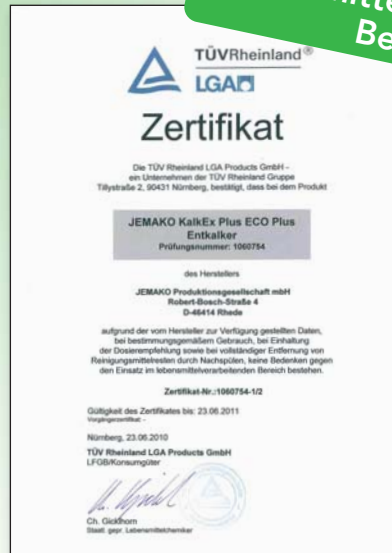 Be
TÜVRheinland®
LGA
Zertifikat
Die TÜV Rheinland LGA Products GmbH –
ein Unternehmen der TÜV Rheinland Gruppe
Tillystraße 2, 90431 Nürnberg, bestätigt, dass bei dem Produkt
JEMAKO KalkEx Plus ECO Plus
Entkalker
Prüfungsnummer: 1060754
des Herstellers
JEMAKO Produktionsgesellschaft mbH
Robert-Bosch-Straße 4
D-46414 Rhede
aufgrund der vom Hersteller zur Verfügung gestellten Daten,
bei bestimmungsgemäßem Gebrauch, bei Einhaltung
der Dosierempfehlung sowie bei vollständiger Entfernung von
Reinigungsmittelresten durch Nachspülen, keine Bedenken gegen
den Einsatz im lebensmittelverarbeitenden Bereich bestehen.
Zertifikat-Nr.:1060754-1/2
Gültigkeit des Zertifikates bis: 23.06.2011
Vorgängerzertifikat: -
Nürnberg, 23.06.2010
TÜV Rheinland LGA Products GmbH
LFGB/Konsumgüter
Ch. Gicklhorn
Staatl. gepr. Lebensmittelchemiker